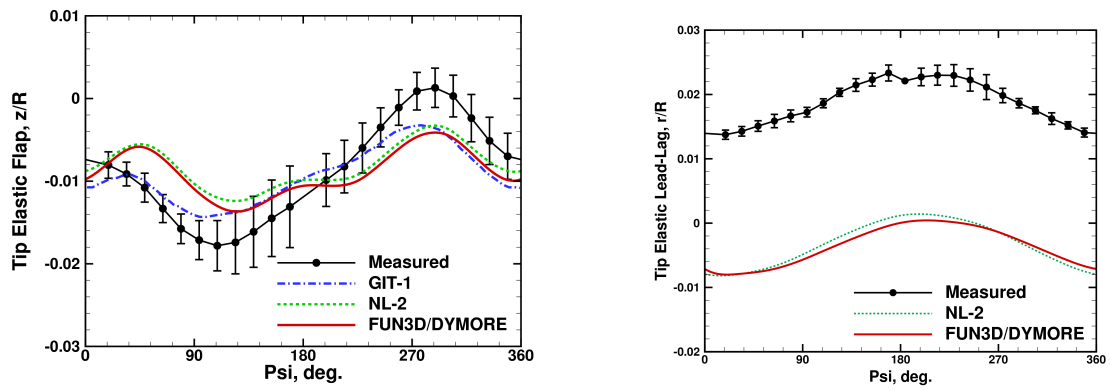 0.01
0
-0.01
-0.02
-0.03
Tip Elastic Flap, z/R
Measured
GIT-1
NL-2
FUN3D/DYMORE
0 90 180 270 360
Psi, deg.
0.03
0.02
0.01
0
-0.01
-0.02
Tip Elastic Lead-Lag, r/R
Measured
NL-2
FUN3D/DYMORE
0 90 180 270 360
Psi, deg.